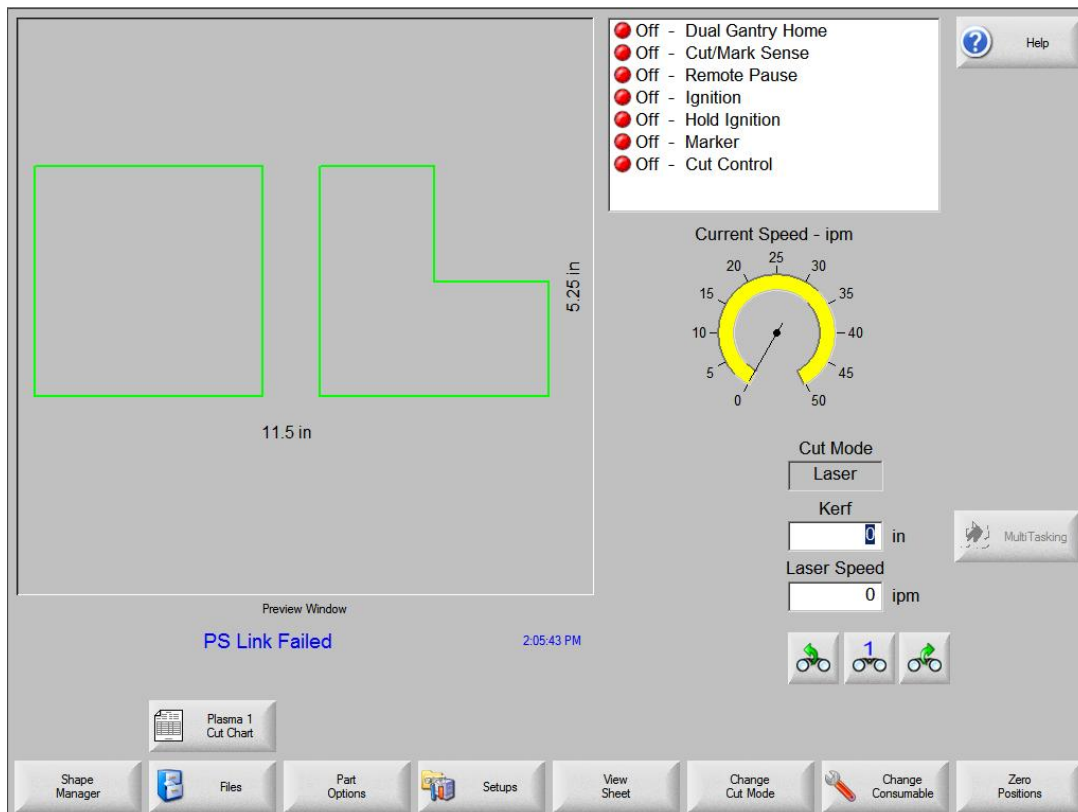 Off - Dual Gantry Home
Off - Cut/Mark Sense
Off - Remote Pause
Off - Ignition
Off - Hold Ignition
Off - Marker
Off - Cut Control
Help
Current Speed - ipm
0
5
10
15
20
25
30
35
40
45
50
5.25 in
11.5 in
Cut Mode
Laser
Kerf
0 in
Laser Speed
0 ipm
MultiTasking
1
Preview Window
PS Link Failed
2:05:43 PM
Plasma 1
Cut Chart
Shape
Manager
Files
Part
Options
Setups
View
Sheet
Change
Cut Mode
Change
Consumable
Zero
Positions